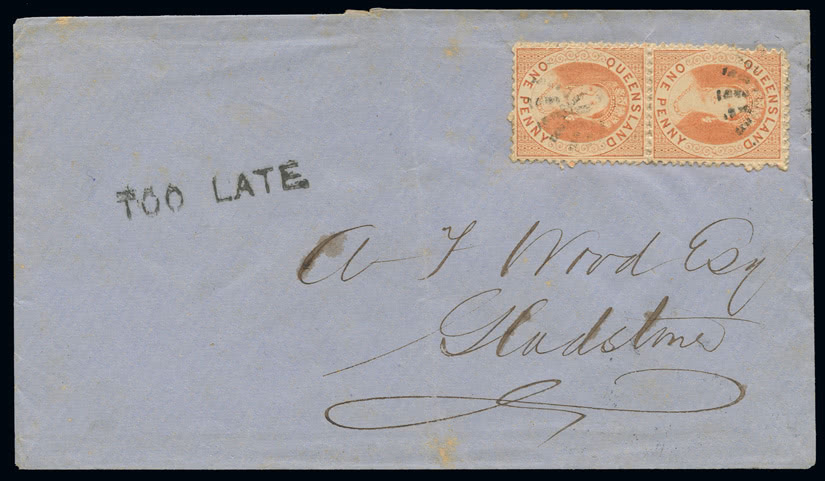 QUEENSLAND
ONE PENNY
QUEENSLAND
ONE PENNY
TOO LATE
F Wood Esq
Gladstone